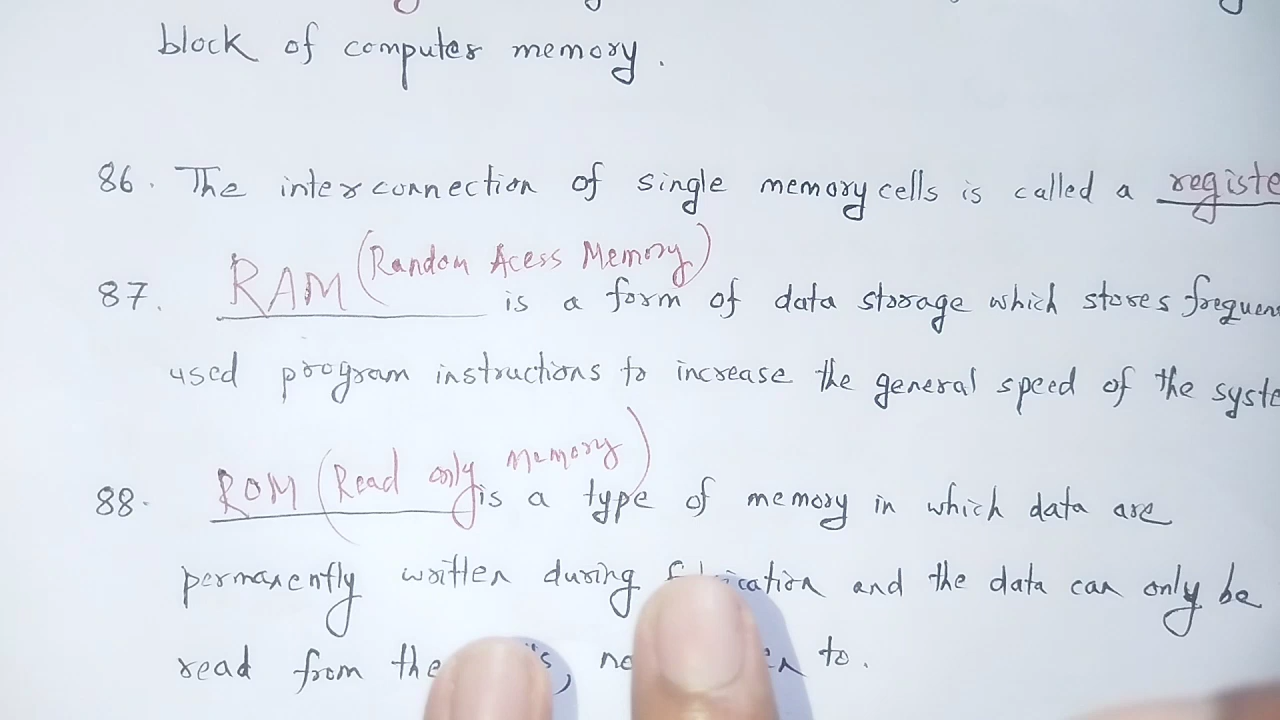 block of computer memory.
86. The interconnection of single memory cells is called a registe
RAM (Random Acess Memory)
87. is a form of data storage which stores frequen
used program instructions to increase the general speed of the syste
ROM (Read only Memory)
88. is a type of memory in which data are
permanently written during and the data can only be
read from the to.